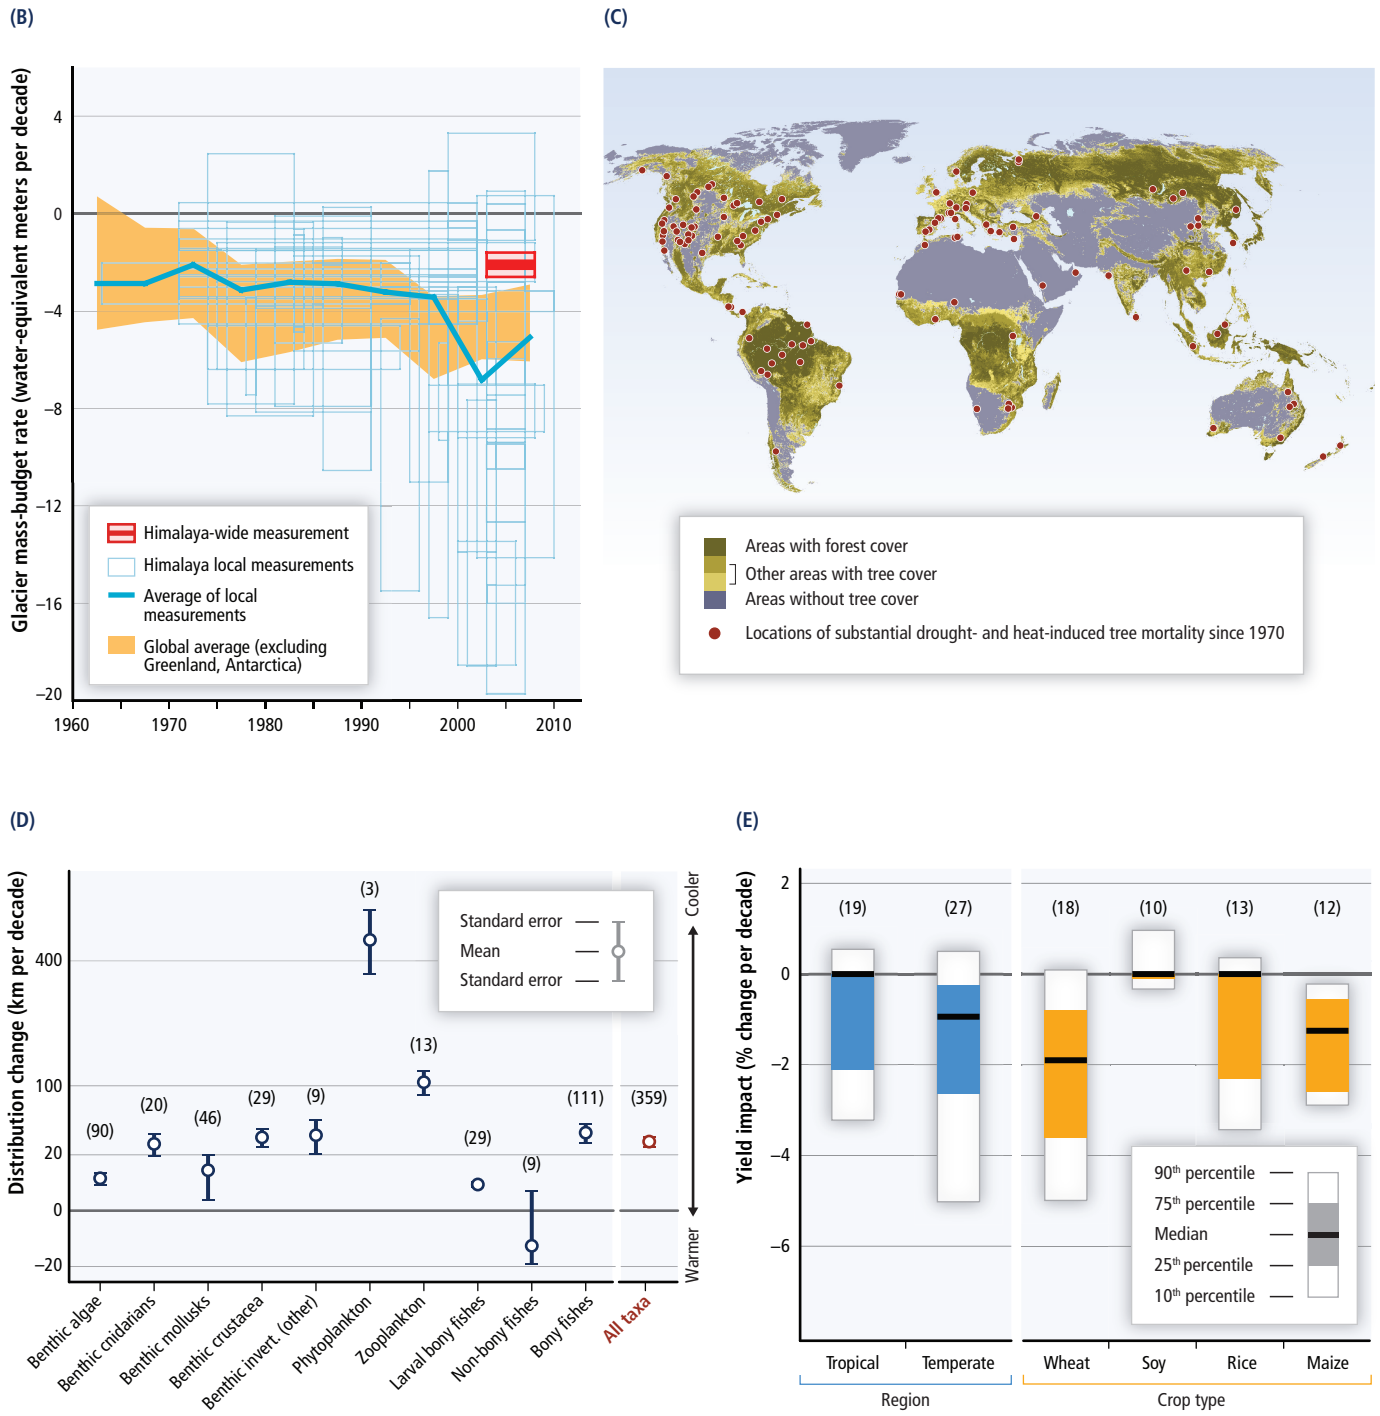 (B)
Glacier mass-budget rate (water-equivalent meters per decade)
4
0
–4
–8
–12
–16
–20
1960
1970
1980
1990
2000
2010
Himalaya-wide measurement
Himalaya local measurements
Average of local
measurements
Global average (excluding
Greenland, Antarctica)
(C)
Areas with forest cover
Other areas with tree cover
Areas without tree cover
Locations of substantial drought- and heat-induced tree mortality since 1970
(D)
Distribution change (km per decade)
400
100
20
0
–20
(90)
(20)
(46)
(29)
(9)
(3)
(13)
(29)
(9)
(111)
(359)
Standard error
Mean
Standard error
Cooler
Warmer
Benthic algae
Benthic cnidarians
Benthic mollusks
Benthic crustacea
Benthic invert. (other)
Phytoplankton
Zooplankton
Larval bony fishes
Non-bony fishes
Bony fishes
All taxa
(E)
Yield impact (% change per decade)
2
0
–2
–4
–6
(19)
(27)
(18)
(10)
(13)
(12)
90th percentile
75th percentile
Median
25th percentile
10th percentile
Tropical
Temperate
Wheat
Soy
Rice
Maize
Region
Crop type